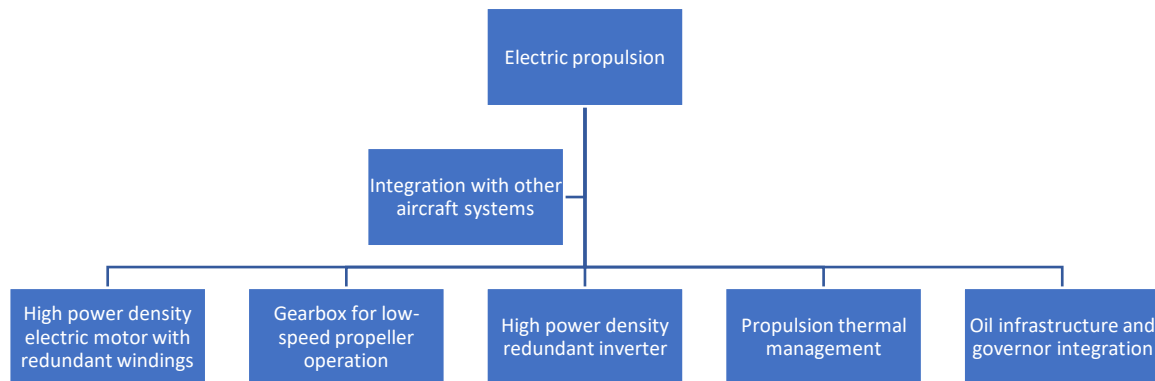 Electric propulsion
Integration with other
aircraft systems
High power density
electric motor with
redundant windings
Gearbox for low-
speed propeller
operation
High power density
redundant inverter
Propulsion thermal
management
Oil infrastructure and
governor integration